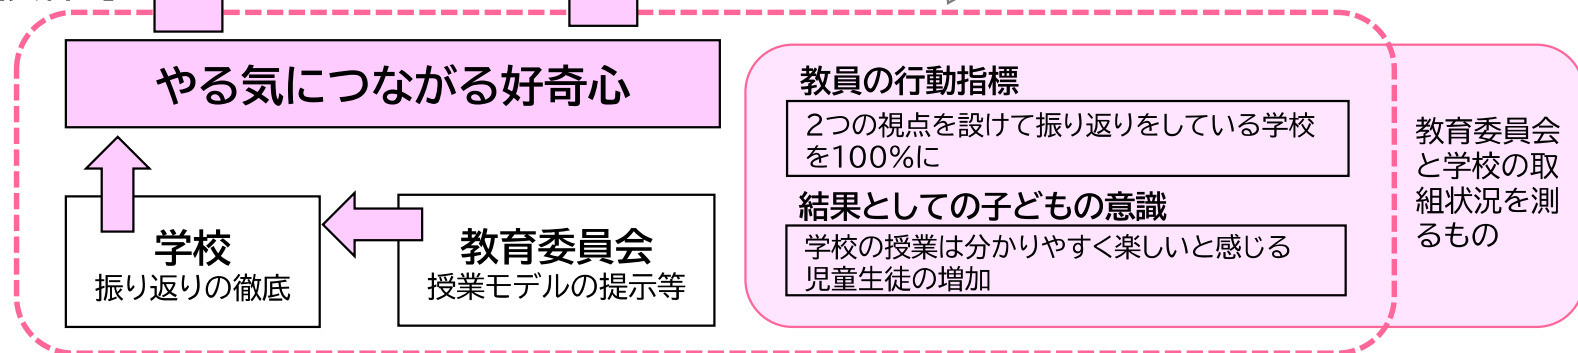 やる気につながる好奇心
学校
振り返りの徹底
教育委員会
授業モデルの提示等
教員の行動指標
2つの視点を設けて振り返りをしている学校
を100%に
結果としての子どもの意識
学校の授業は分かりやすく楽しいと感じる
児童生徒の増加
教育委員会
と学校の取
組状況を測
るもの